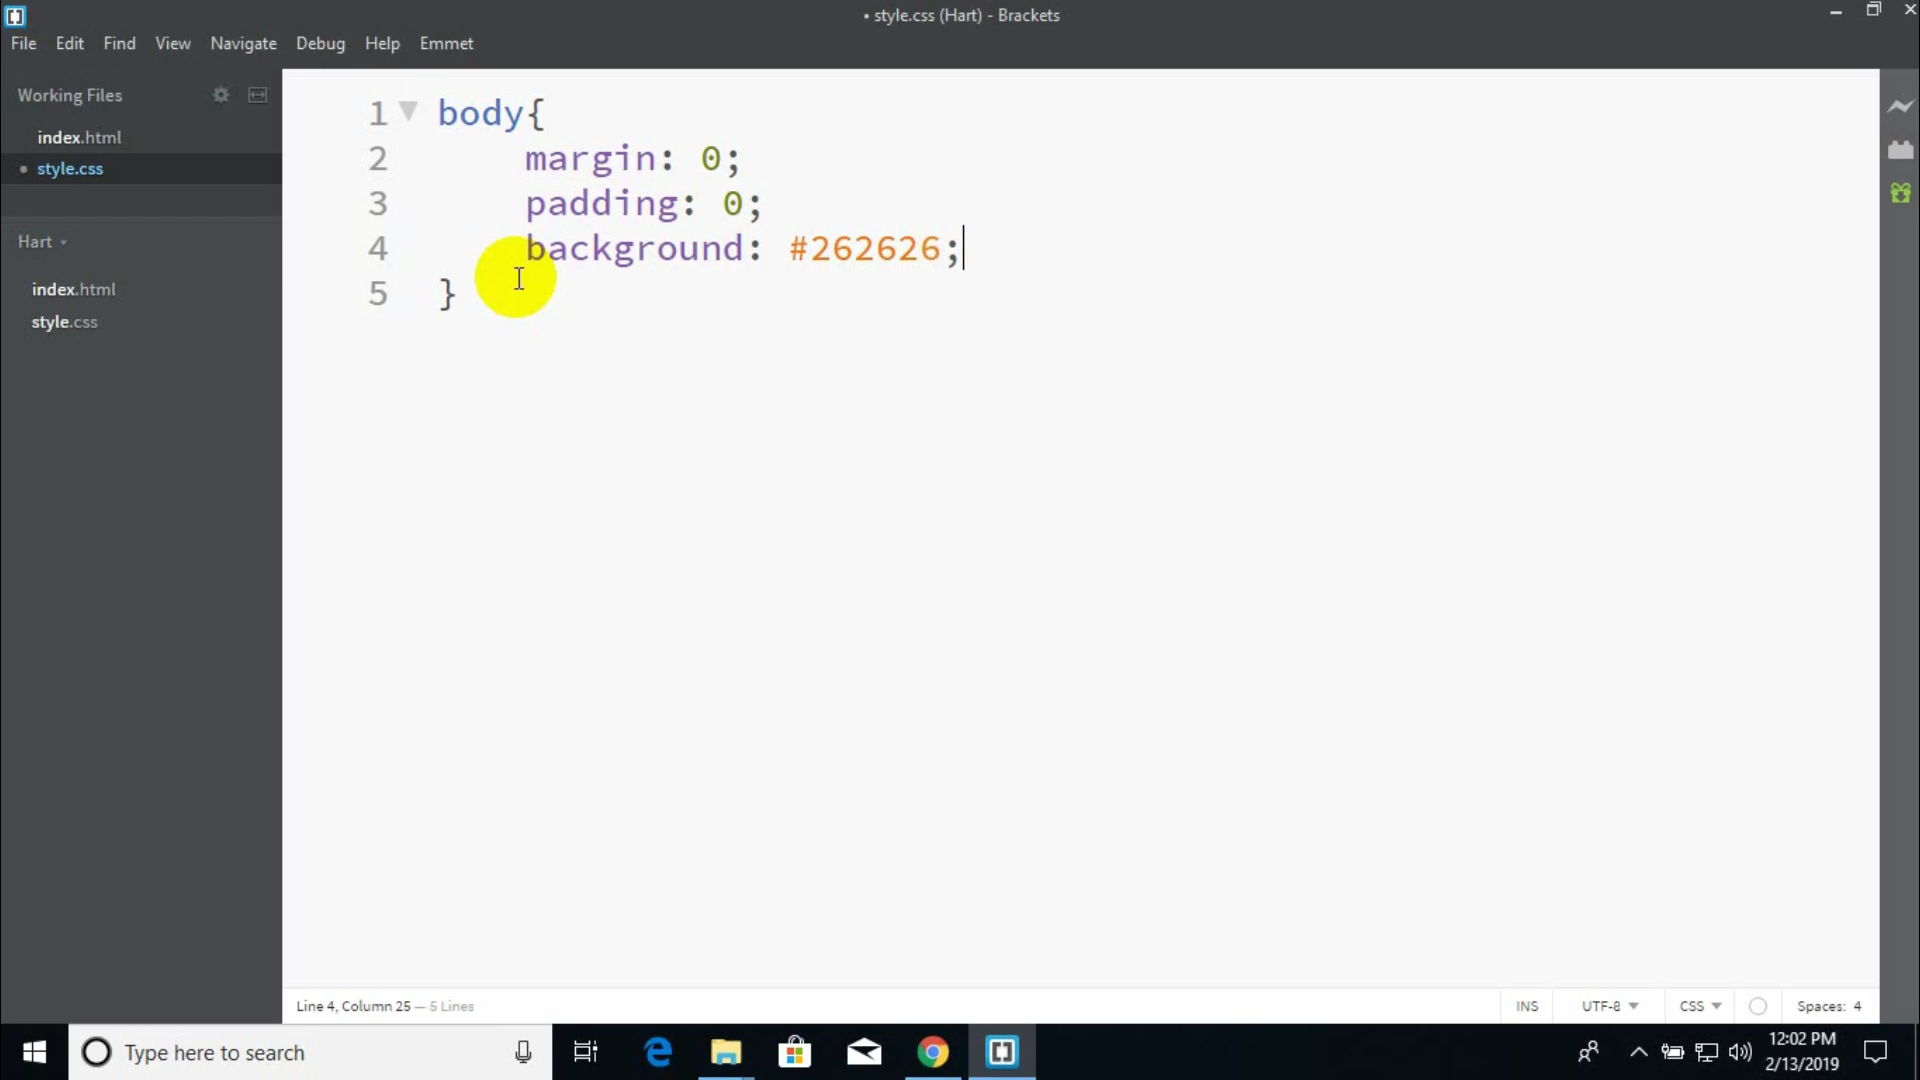 • style.css (Hart) - Brackets
File Edit Find View Navigate Debug Help Emmet
Working Files
index.html
• style.css
Hart
index.html
style.css
1 body{
2 margin: 0;
3 padding: 0;
4 background: #262626;
5 }
Line 4, Column 25 — 5 Lines
INS UTF-8 CSS Spaces: 4
Type here to search
12:02 PM
2/13/2019